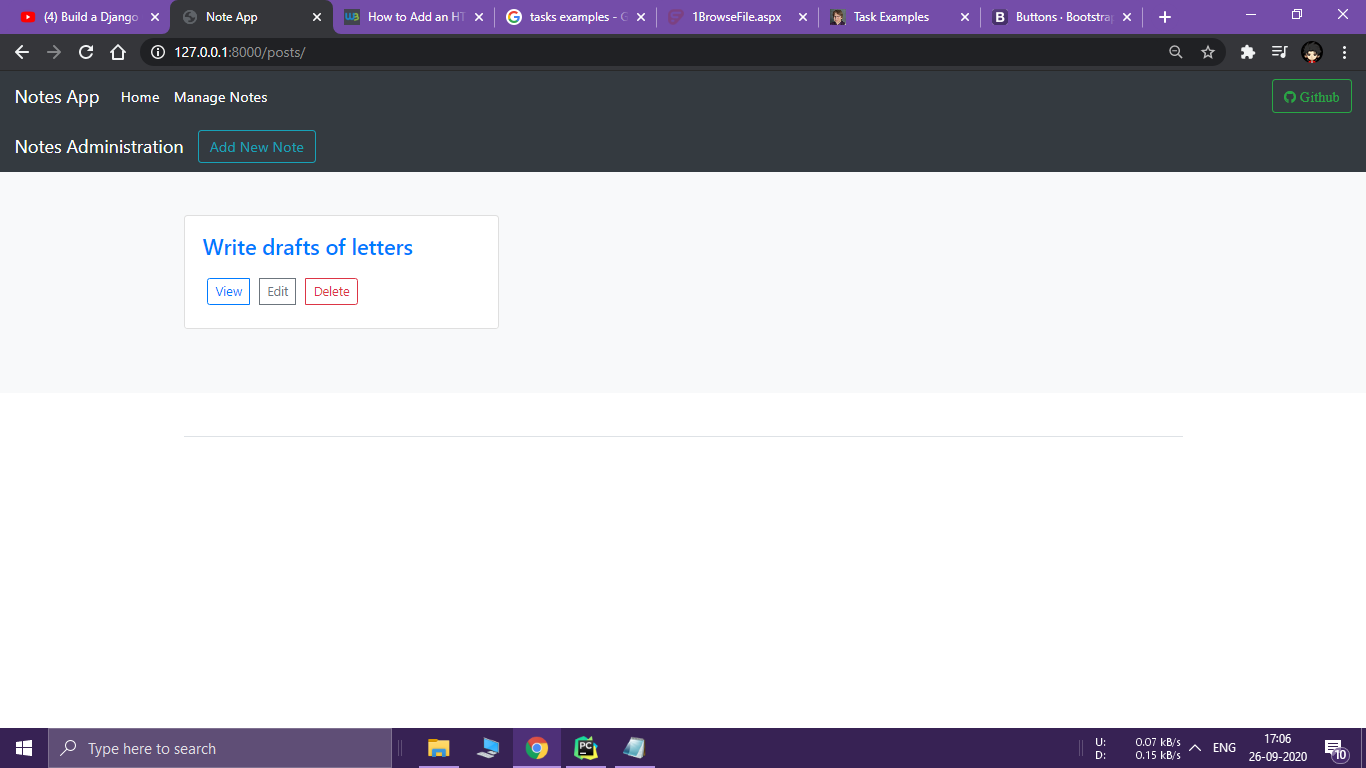 (4) Build a Django
Note App
How to Add an HT
tasks examples - G
1BrowseFile.aspx
Task Examples
B Buttons · Bootstrap
127.0.0.1:8000/posts/
Notes App Home Manage Notes Github
Notes Administration Add New Note
Write drafts of letters
View Edit Delete
Type here to search
PC
U: 0.07 kB/s
D: 0.15 kB/s
ENG
17:06
26-09-2020
10